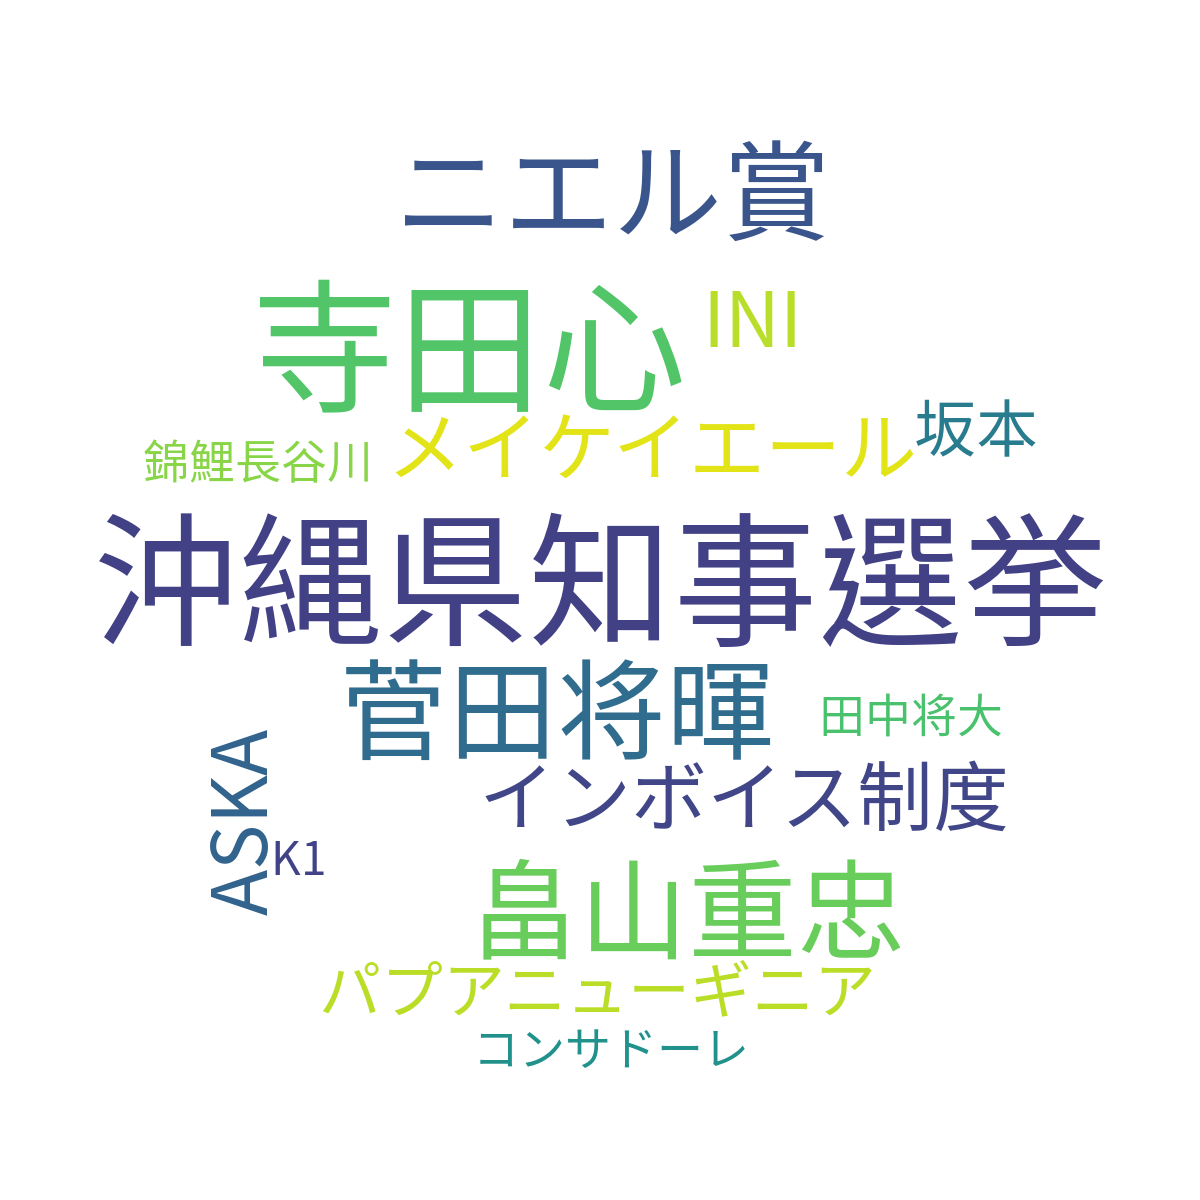 ニエル賞
寺田心
INI
坂本
メイケイエール
錦鯉長谷川
沖縄県知事選挙
菅田将暉
田中将大
ASKA
インボイス制度
K1
畠山重忠
パプアニューギニア
コンサドーレ